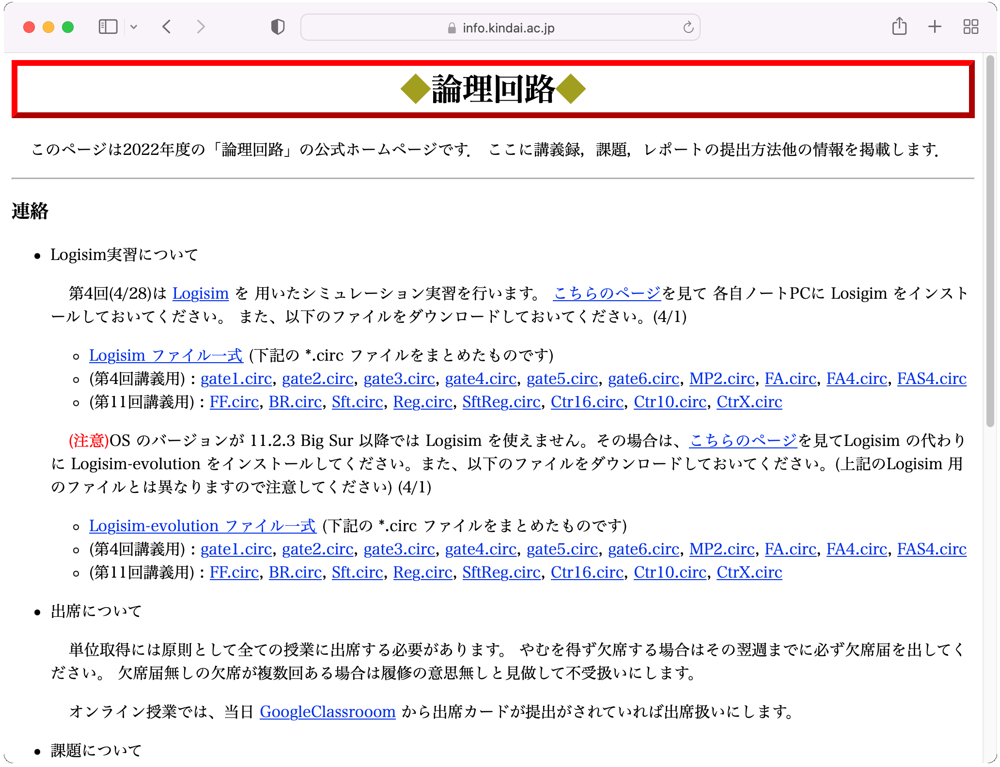 info.kindai.ac.jp
◆論理回路◆
このページは2022年度の「論理回路」の公式ホームページです． ここに講義録，課題，レポートの提出方法他の情報を掲載します．
連絡
• Logisim実習について
第4回(4/28)は Logisim を 用いたシミュレーション実習を行います。 こちらのページを見て 各自ノートPCに Losigim をインスト
ールしておいてください。 また、以下のファイルをダウンロードしておいてください。(4/1)
◦ Logisim ファイル一式 (下記の *.circ ファイルをまとめたものです)
◦ (第4回講義用) : gate1.circ, gate2.circ, gate3.circ, gate4.circ, gate5.circ, gate6.circ, MP2.circ, FA.circ, FA4.circ, FAS4.circ
◦ (第11回講義用) : FF.circ, BR.circ, Sft.circ, Reg.circ, SftReg.circ, Ctr16.circ, Ctr10.circ, CtrX.circ
(注意)OS のバージョンが 11.2.3 Big Sur 以降では Logisim を使えません。その場合は、こちらのページを見てLogisim の代わり
に Logisim-evolution をインストールしてください。また、以下のファイルをダウンロードしておいてください。(上記のLogisim 用
のファイルとは異なりますので注意してください) (4/1)
◦ Logisim-evolution ファイル一式 (下記の *.circ ファイルをまとめたものです)
◦ (第4回講義用) : gate1.circ, gate2.circ, gate3.circ, gate4.circ, gate5.circ, gate6.circ, MP2.circ, FA.circ, FA4.circ, FAS4.circ
◦ (第11回講義用) : FF.circ, BR.circ, Sft.circ, Reg.circ, SftReg.circ, Ctr16.circ, Ctr10.circ, CtrX.circ
• 出席について
単位取得には原則として全ての授業に出席する必要があります。 やむを得ず欠席する場合はその翌週までに必ず欠席届を出してく
ださい。 欠席届無しの欠席が複数回ある場合は履修の意思無しと見做して不受扱いにします。
オンライン授業では、当日 GoogleClassrooom から出席カードが提出がされていれば出席扱いにします。
• 課題について